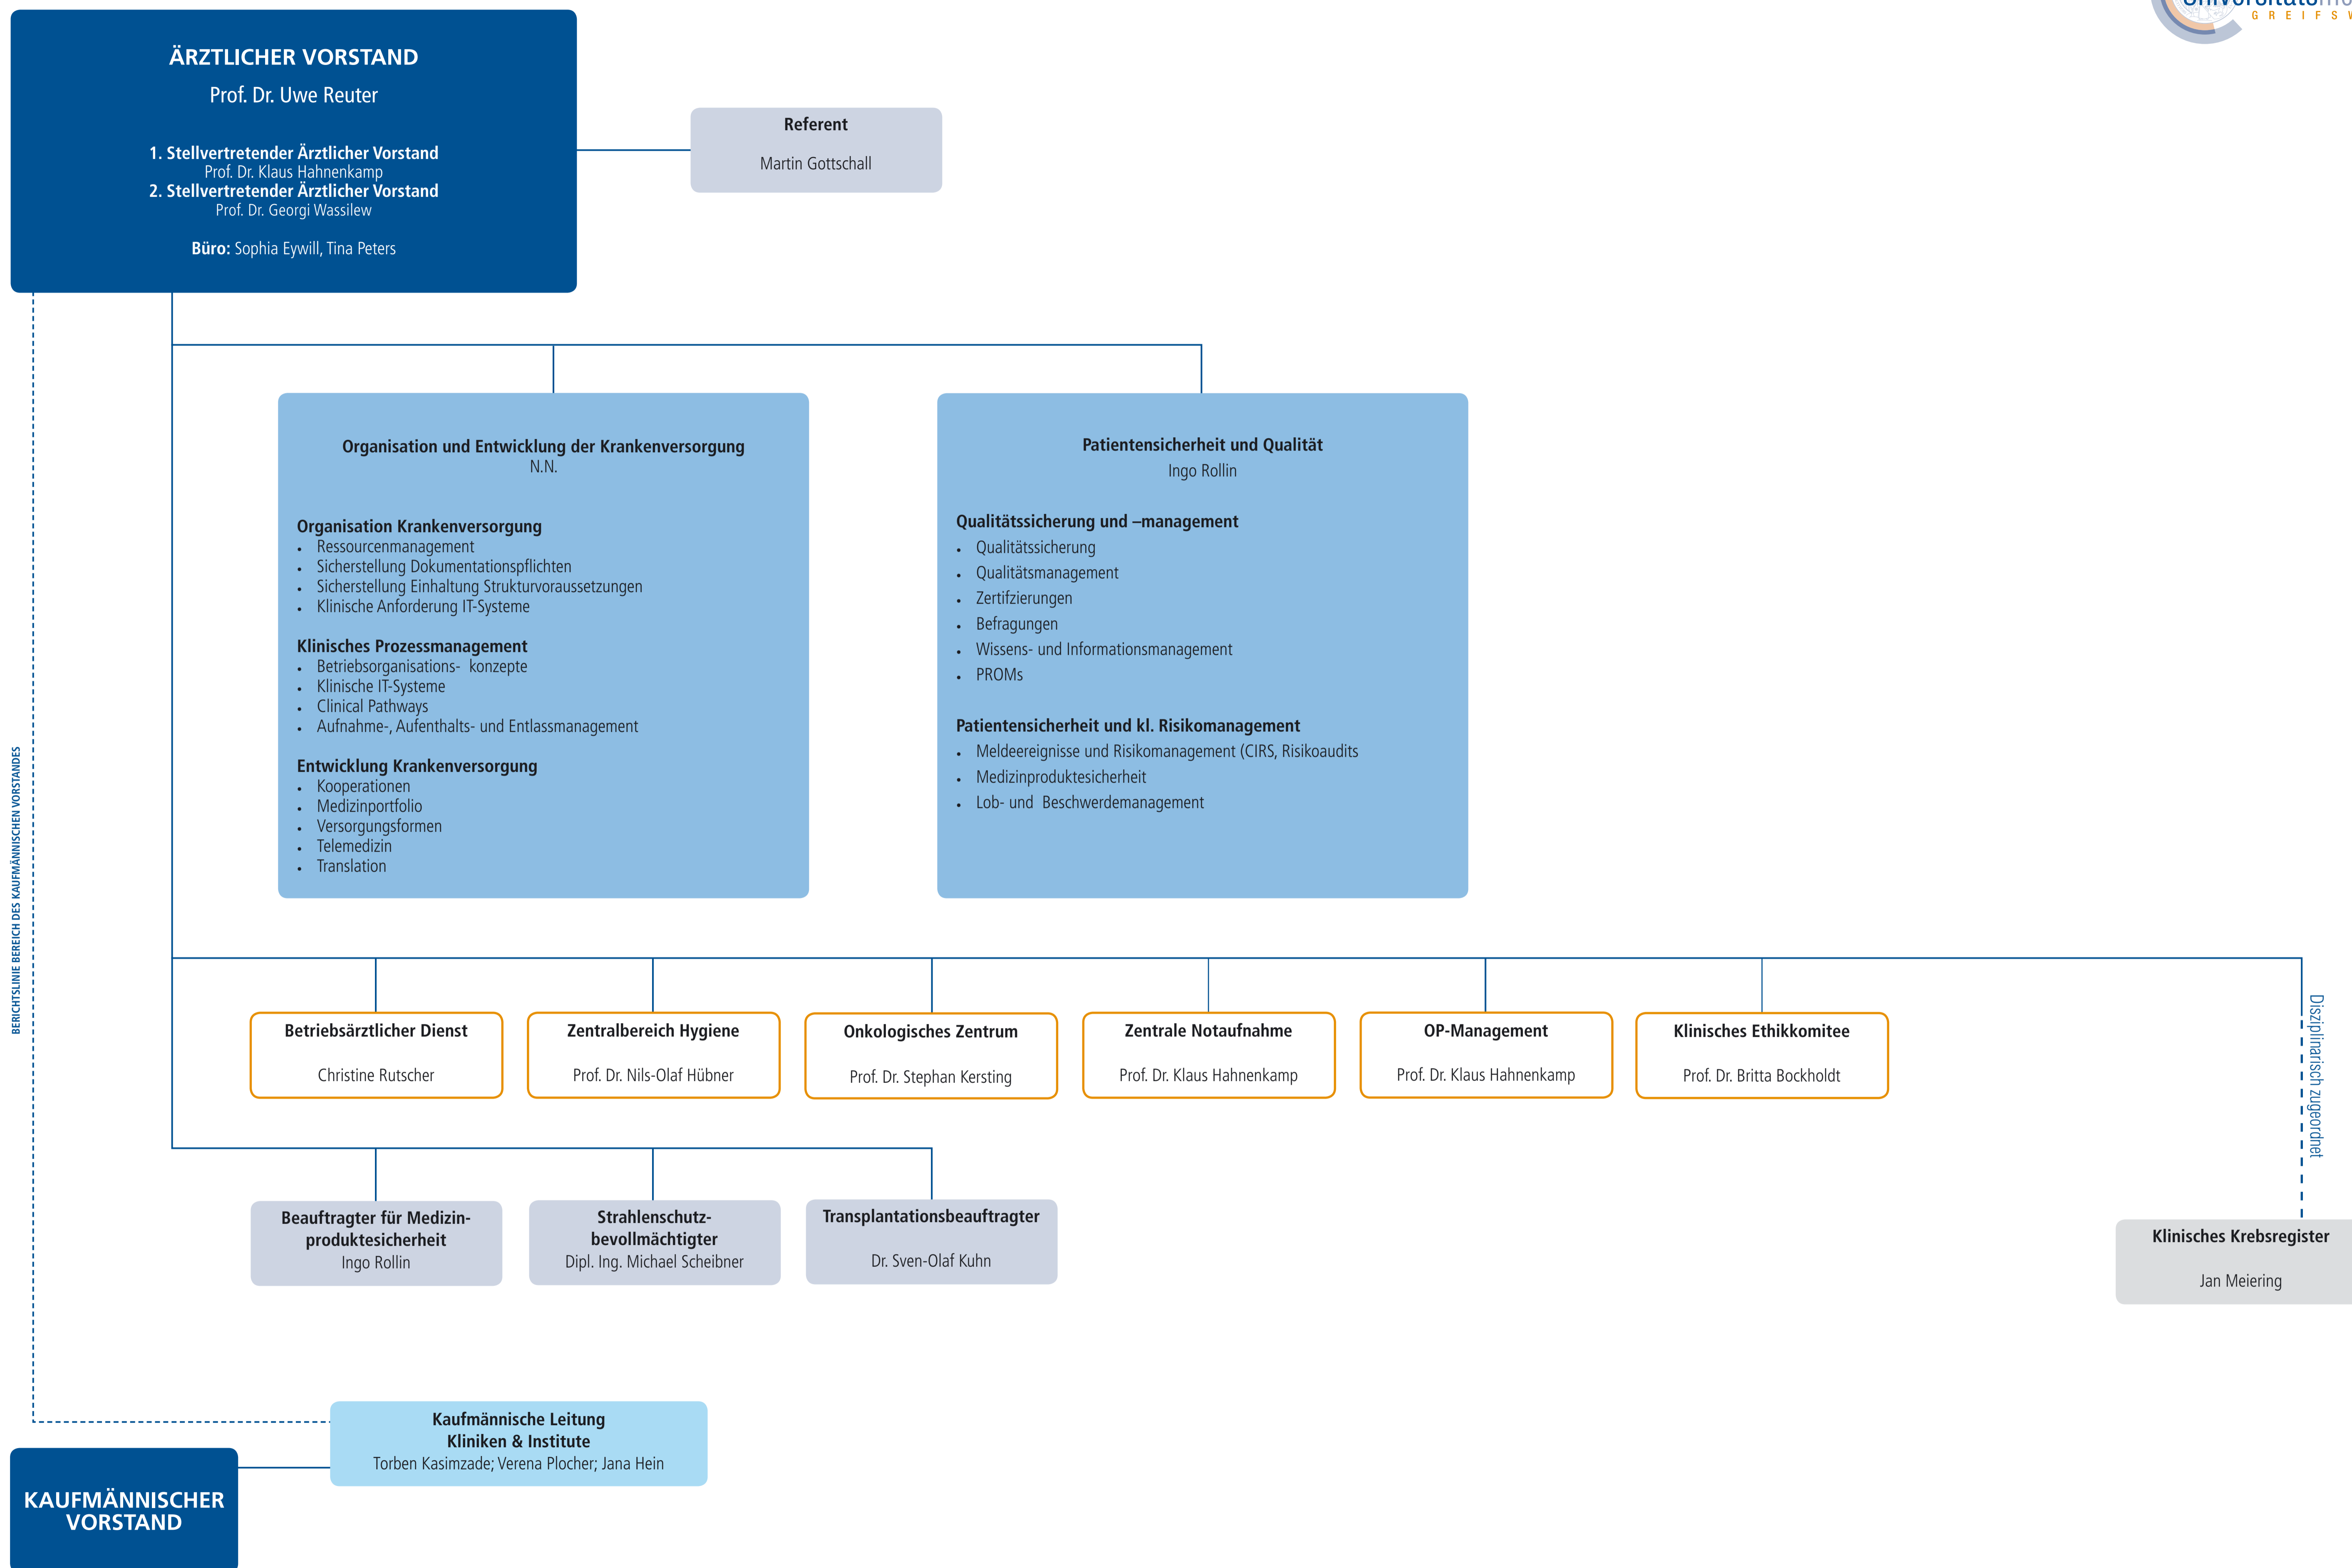 G R E I F S
ÄRZTLICHER VORSTAND
Prof. Dr. Uwe Reuter
1. Stellvertretender Ärztlicher Vorstand
Prof. Dr. Klaus Hahnenkamp
2. Stellvertretender Ärztlicher Vorstand
Prof. Dr. Georgi Wassilew
Büro: Sophia Eywill, Tina Peters
Referent
Martin Gottschall
Organisation und Entwicklung der Krankenversorgung
N.N.
Organisation Krankenversorgung
• Ressourcenmanagement
• Sicherstellung Dokumentationspflichten
• Sicherstellung Einhaltung Strukturvoraussetzungen
• Klinische Anforderung IT-Systeme
Klinisches Prozessmanagement
• Betriebsorganisations- konzepte
• Klinische IT-Systeme
• Clinical Pathways
• Aufnahme-, Aufenthalts- und Entlassmanagement
Entwicklung Krankenversorgung
• Kooperationen
• Medizinportfolio
• Versorgungsformen
• Telemedizin
• Translation
Patientensicherheit und Qualität
Ingo Rollin
Qualitätssicherung und –management
• Qualitätssicherung
• Qualitätsmanagement
• Zertifzierungen
• Befragungen
• Wissens- und Informationsmanagement
• PROMs
Patientensicherheit und kl. Risikomanagement
• Meldeereignisse und Risikomanagement (CIRS, Risikoaudits
• Medizinproduktesicherheit
• Lob- und Beschwerdemanagement
BERICHTSLINIE BEREICH DES KAUFMÄNNISCHEN VORSTANDES
Betriebsärztlicher Dienst
Christine Rutscher
Zentralbereich Hygiene
Prof. Dr. Nils-Olaf Hübner
Onkologisches Zentrum
Prof. Dr. Stephan Kersting
Zentrale Notaufnahme
Prof. Dr. Klaus Hahnenkamp
OP-Management
Prof. Dr. Klaus Hahnenkamp
Klinisches Ethikkomitee
Prof. Dr. Britta Bockholdt
Disziplinarisch zugeordnet
Beauftragter für Medizin-
produktesicherheit
Ingo Rollin
Strahlenschutz-
bevollmächtigter
Dipl. Ing. Michael Scheibner
Transplantationsbeauftragter
Dr. Sven-Olaf Kuhn
Klinisches Krebsregister
Jan Meiering
Kaufmännische Leitung
Kliniken & Institute
Torben Kasimzade; Verena Plocher; Jana Hein
KAUFMÄNNISCHER
VORSTAND